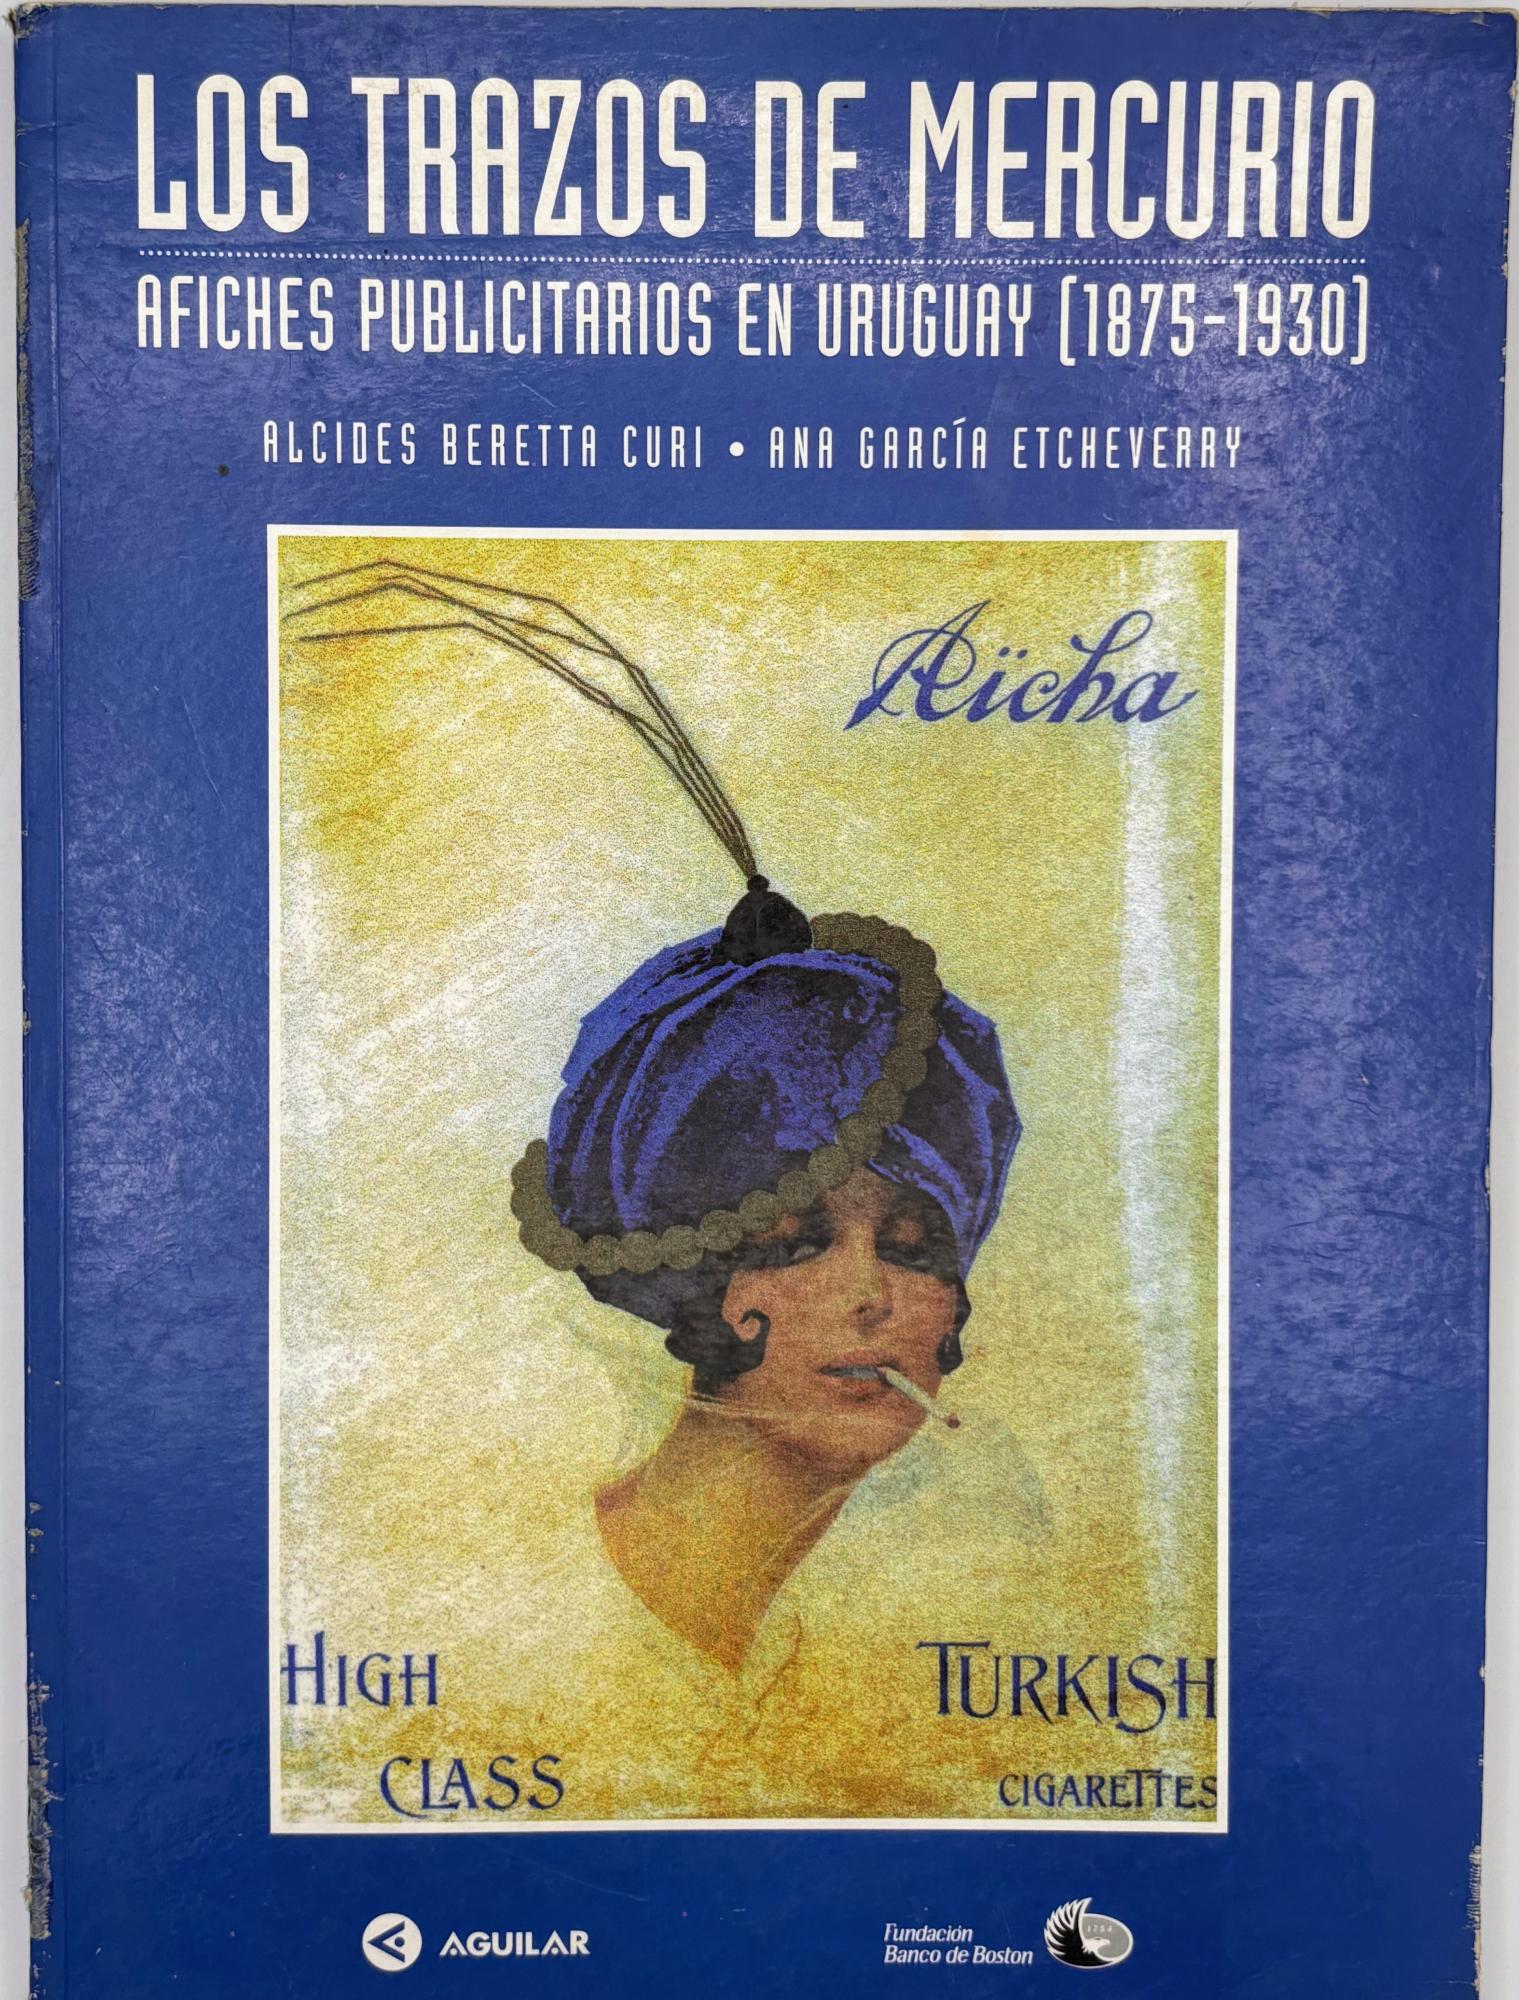 LOS TRAZOS DE MERCURIO
AFICHES PUBLICITARIOS EN URUGUAY (1875-1930)
ALCIDES BERETTA CURI • ANA GARCÍA ETCHEVERRY
Aïcha
HIGH
CLASS
TURKISH
CIGARETTES
AGUILAR
Fundación
Banco de Boston
1784